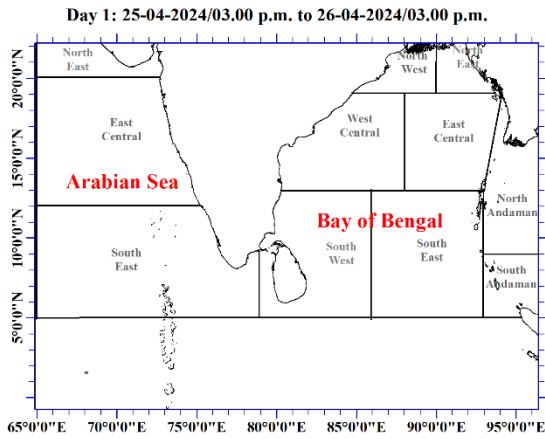 Day 1: 25-04-2024/03.00 p.m. to 26-04-2024/03.00 p.m.
North
East
North
West
North
East
20°0'0"N
East
Central
West
Central
East
Central
15°0'0"N
Arabian Sea
North
Andaman
Bay of Bengal
10°0'0"N
South
East
South
West
South
East
South
Andaman
5°0'0"N
65°0'0"E 70°0'0"E 75°0'0"E 80°0'0"E 85°0'0"E 90°0'0"E 95°0'0"E